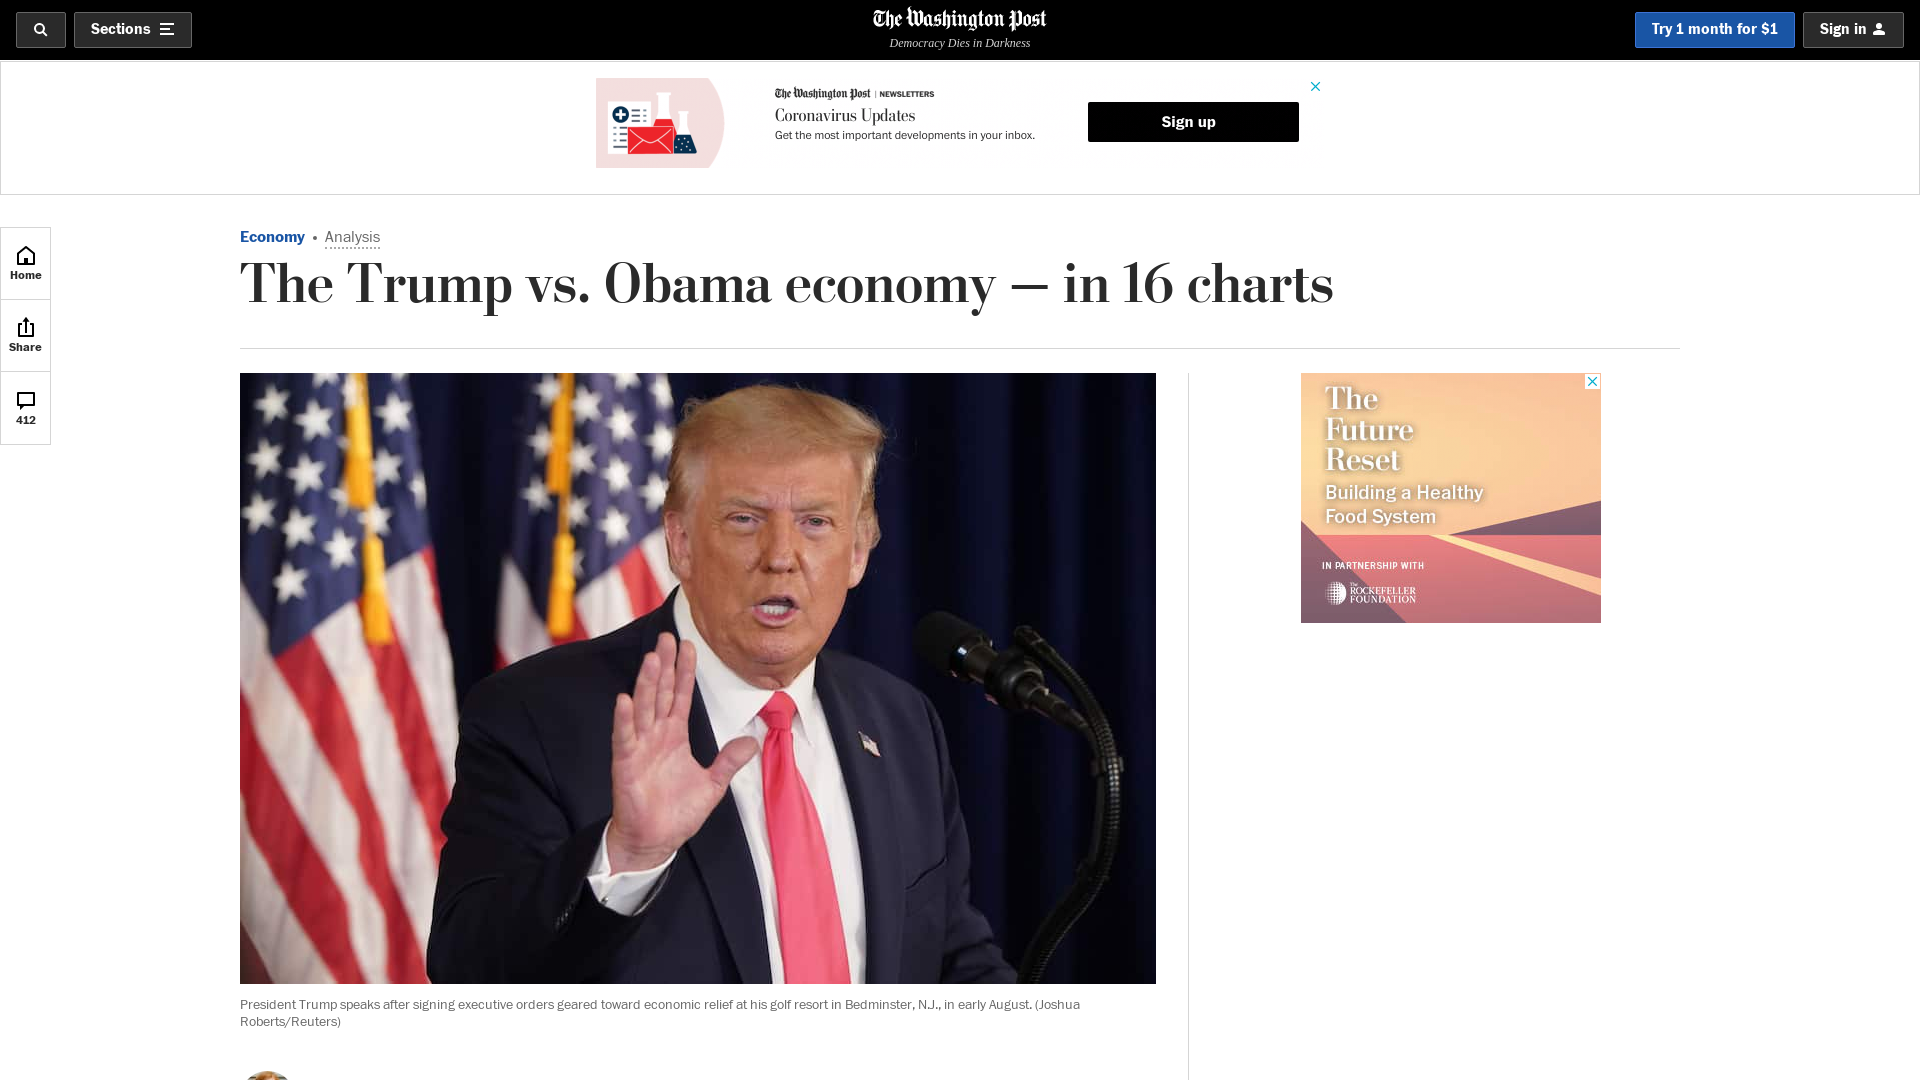 Sections
The Washington Post
Democracy Dies in Darkness
Try 1 month for $1
Sign in
The Washington Post | NEWSLETTERS
Coronavirus Updates
Get the most important developments in your inbox.
Sign up
Home
Share
412
Economy • Analysis
The Trump vs. Obama economy — in 16 charts
The
Future
Reset
Building a Healthy
Food System
IN PARTNERSHIP WITH
The
ROCKEFELLER
FOUNDATION
President Trump speaks after signing executive orders geared toward economic relief at his golf resort in Bedminster, N.J., in early August. (Joshua
Roberts/Reuters)